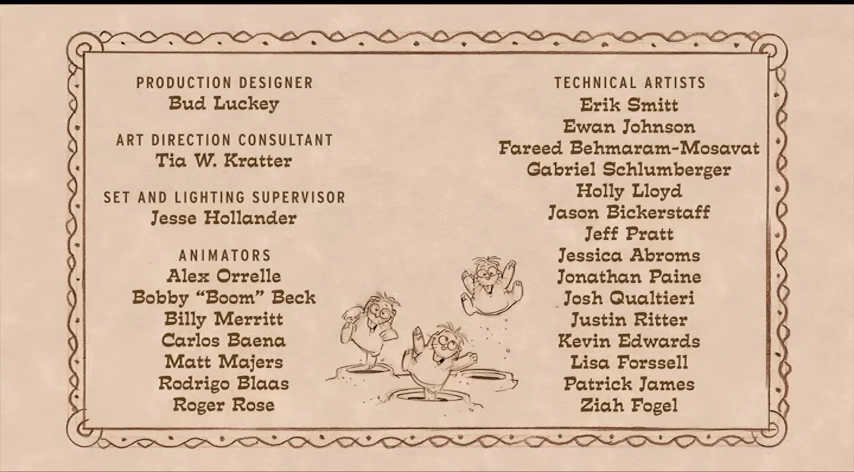 PRODUCTION DESIGNER
Bud Luckey
ART DIRECTION CONSULTANT
Tia W. Kratter
SET AND LIGHTING SUPERVISOR
Jesse Hollander
ANIMATORS
Alex Orrelle
Bobby “Boom” Beck
Billy Merritt
Carlos Baena
Matt Majers
Rodrigo Blaas
Roger Rose
TECHNICAL ARTISTS
Erik Smitt
Ewan Johnson
Fareed Behmaram-Mosavat
Gabriel Schlumberger
Holly Lloyd
Jason Bickerstaff
Jeff Pratt
Jessica Abroms
Jonathan Paine
Josh Qualtieri
Justin Ritter
Kevin Edwards
Lisa Forssell
Patrick James
Ziah Fogel